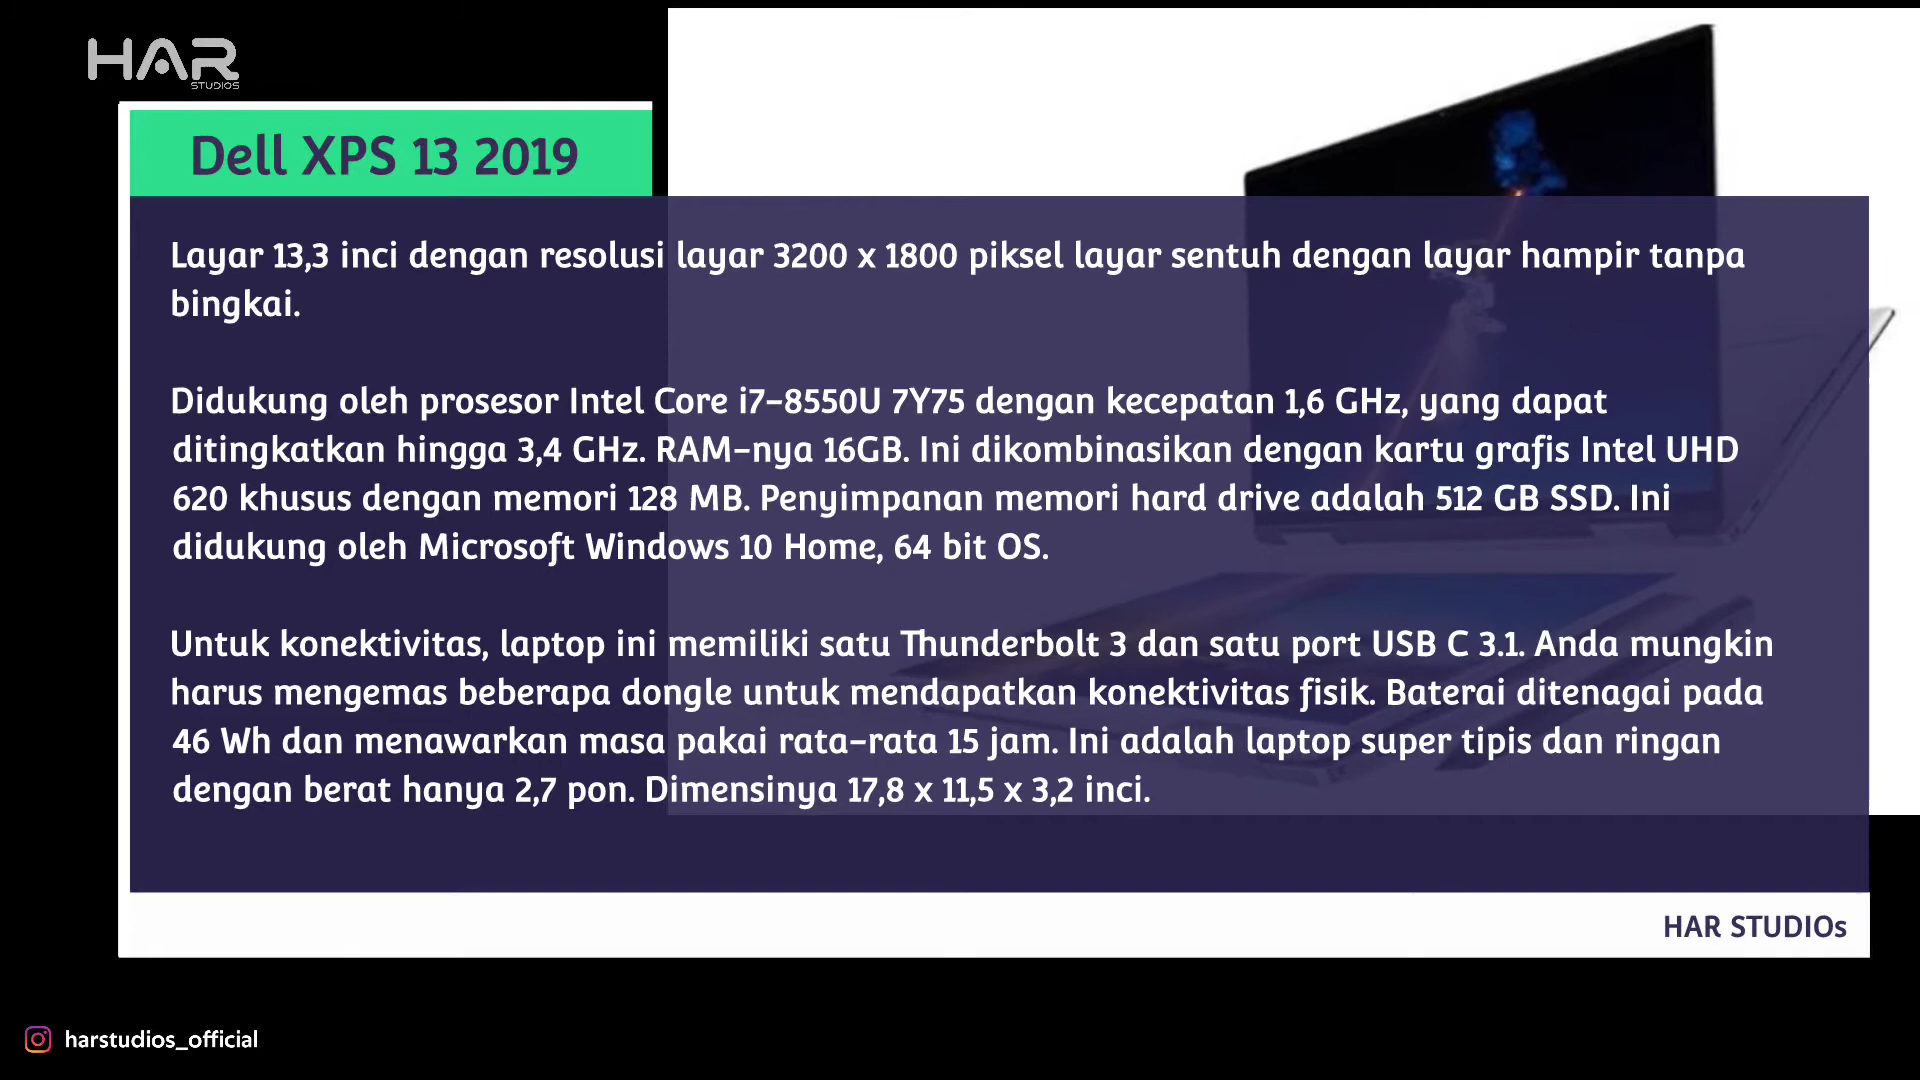 HAR
STUDIOS
Dell XPS 13 2019
Layar 13,3 inci dengan resolusi layar 3200 x 1800 piksel layar sentuh dengan layar hampir tanpa
bingkai.
Didukung oleh prosesor Intel Core i7-8550U 7Y75 dengan kecepatan 1,6 GHz, yang dapat
ditingkatkan hingga 3,4 GHz. RAM-nya 16GB. Ini dikombinasikan dengan kartu grafis Intel UHD
620 khusus dengan memori 128 MB. Penyimpanan memori hard drive adalah 512 GB SSD. Ini
didukung oleh Microsoft Windows 10 Home, 64 bit OS.
Untuk konektivitas, laptop ini memiliki satu Thunderbolt 3 dan satu port USB C 3.1. Anda mungkin
harus mengemas beberapa dongle untuk mendapatkan konektivitas fisik. Baterai ditenagai pada
46 Wh dan menawarkan masa pakai rata-rata 15 jam. Ini adalah laptop super tipis dan ringan
dengan berat hanya 2,7 pon. Dimensinya 17,8 x 11,5 x 3,2 inci.
HAR STUDIOs
harstudios_official